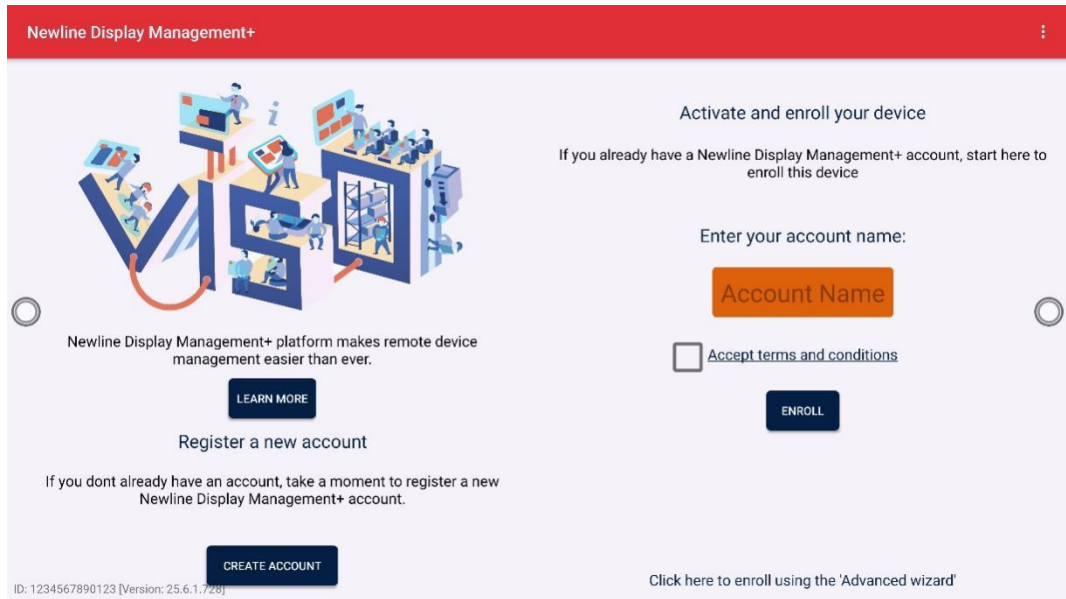 Newline Display Management+
VISO
Newline Display Management+ platform makes remote device
management easier than ever.
LEARN MORE
Register a new account
If you dont already have an account, take a moment to register a new
Newline Display Management+ account.
CREATE ACCOUNT
ID: 1234567890123 [Version: 25.6.1.728]
Activate and enroll your device
If you already have a Newline Display Management+ account, start here to
enroll this device
Enter your account name:
Account Name
Accept terms and conditions
ENROLL
Click here to enroll using the 'Advanced wizard'